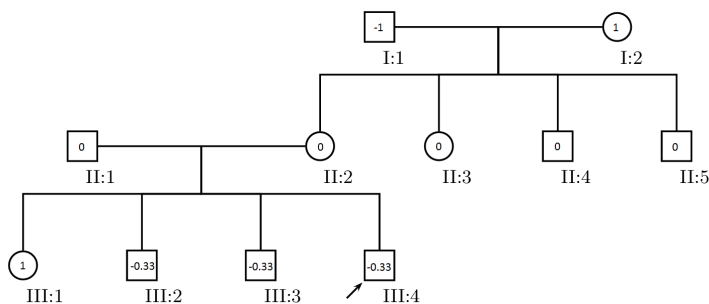 -1 1
I:1 I:2
0 0 0 0 0
II:1 II:2 II:3 II:4 II:5
1 -0.33 -0.33 -0.33
III:1 III:2 III:3 III:4